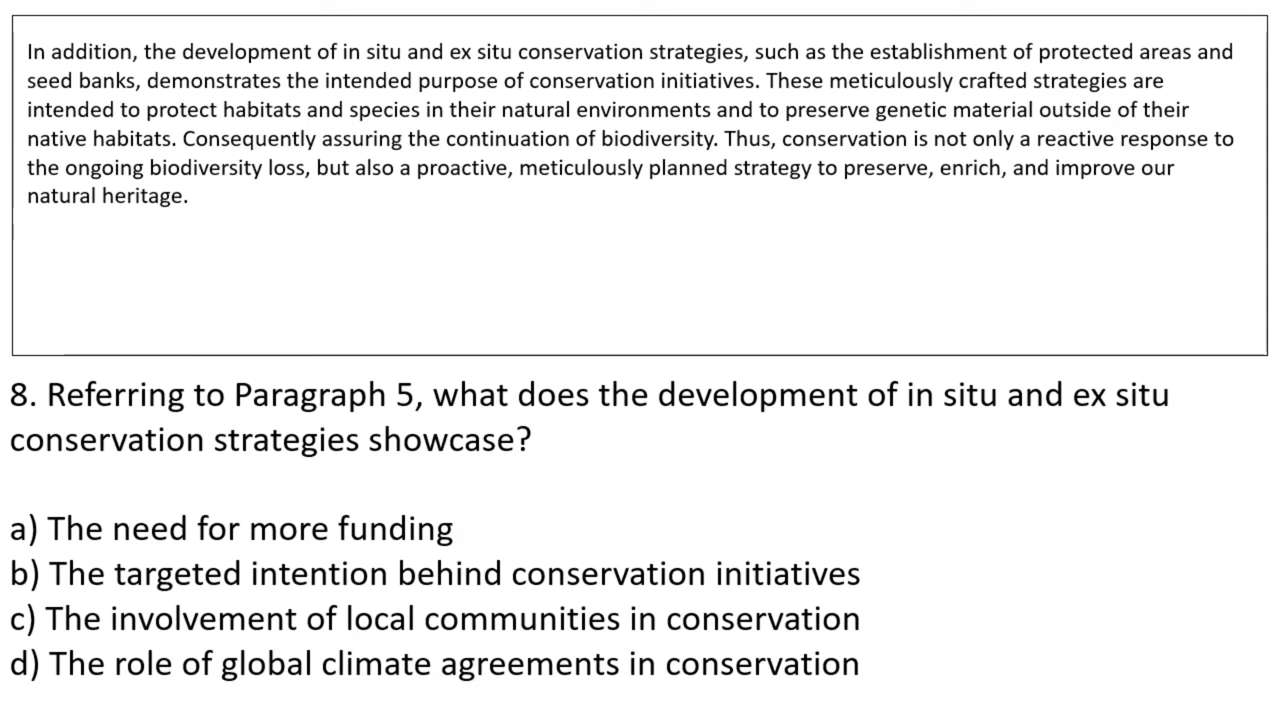 In addition, the development of in situ and ex situ conservation strategies, such as the establishment of protected areas and
seed banks, demonstrates the intended purpose of conservation initiatives. These meticulously crafted strategies are
intended to protect habitats and species in their natural environments and to preserve genetic material outside of their
native habitats. Consequently assuring the continuation of biodiversity. Thus, conservation is not only a reactive response to
the ongoing biodiversity loss, but also a proactive, meticulously planned strategy to preserve, enrich, and improve our
natural heritage.
8. Referring to Paragraph 5, what does the development of in situ and ex situ
conservation strategies showcase?
a) The need for more funding
b) The targeted intention behind conservation initiatives
c) The involvement of local communities in conservation
d) The role of global climate agreements in conservation